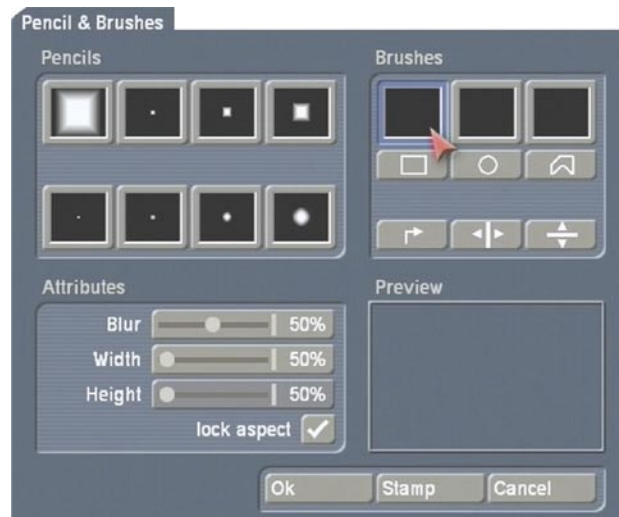 Pencil & Brushes
Pencils
Brushes
Attributes
Blur 50%
Width 50%
Height 50%
lock aspect
Preview
Ok
Stamp
Cancel